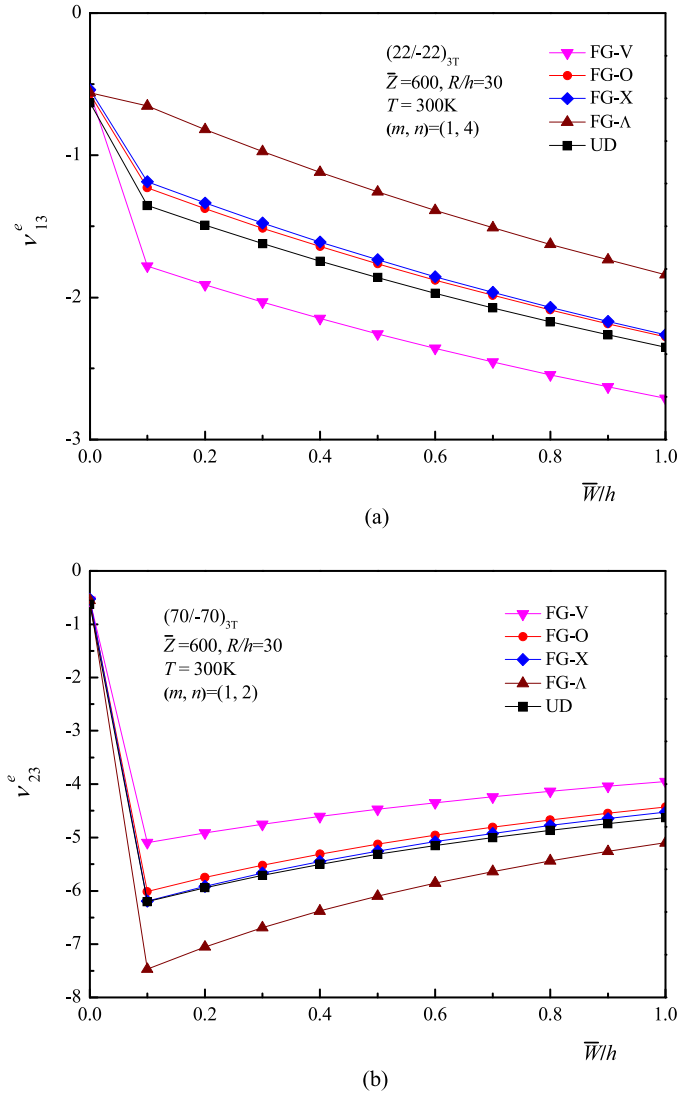 0
-1
-2
-3
ν^e_13
(22/-22)_3T
Z̄ =600, R/h=30
T = 300K
(m, n)=(1, 4)
FG-V
FG-O
FG-X
FG-Λ
UD
0.0 0.2 0.4 0.6 0.8 1.0
W̄/h
(a)
0
-1
-2
-3
-4
-5
-6
-7
-8
ν^e_23
(70/-70)_3T
Z̄ =600, R/h=30
T = 300K
(m, n)=(1, 2)
FG-V
FG-O
FG-X
FG-Λ
UD
0.0 0.2 0.4 0.6 0.8 1.0
W̄/h
(b)